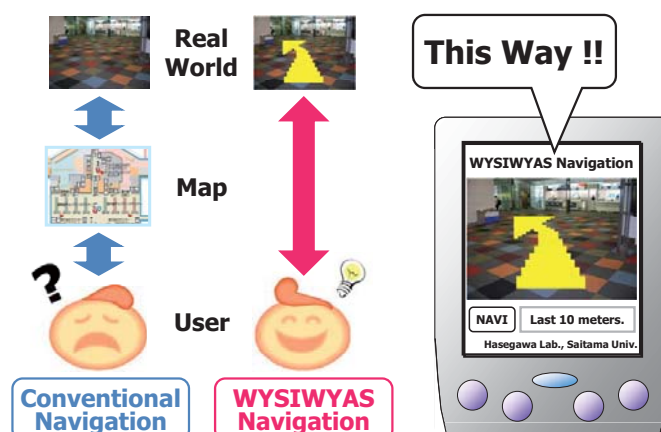 Real
World
Map
User
?
Conventional
Navigation
WYSIWYAS
Navigation
This Way !!
WYSIWYAS Navigation
NAVI
Last 10 meters.
Hasegawa Lab., Saitama Univ.